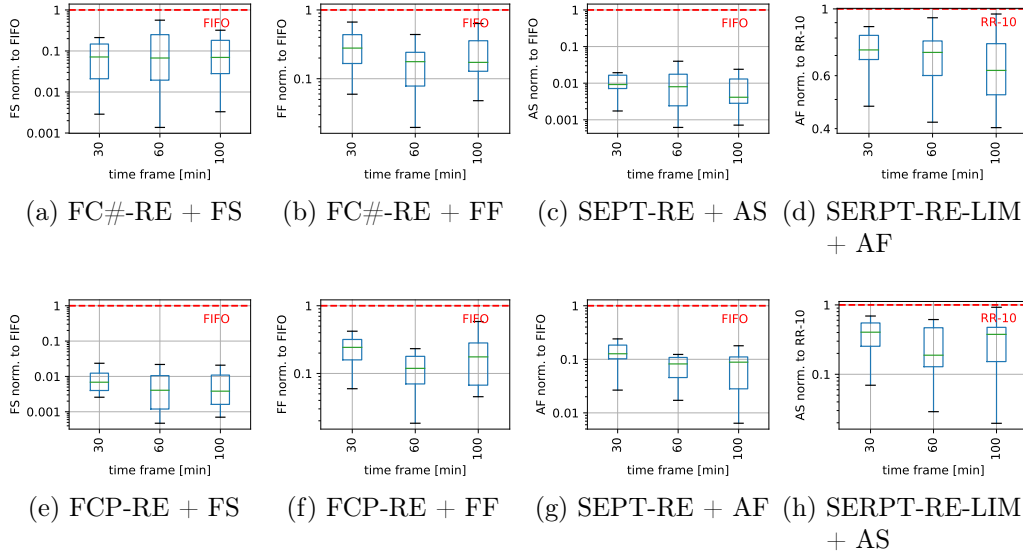 FS norm. to FIFO
1
0.1
0.01
0.001
FIFO
30
60
100
time frame [min]
(a) FC#-RE + FS
FF norm. to FIFO
1
0.1
FIFO
30
60
100
time frame [min]
(b) FC#-RE + FF
AS norm. to FIFO
1
0.1
0.01
0.001
FIFO
30
60
100
time frame [min]
(c) SEPT-RE + AS
AF norm. to RR-10
1
0.6
0.4
RR-10
30
60
100
time frame [min]
(d) SERPT-RE-LIM
+ AF
FS norm. to FIFO
1
0.1
0.01
0.001
FIFO
30
60
100
time frame [min]
(e) FCP-RE + FS
FF norm. to FIFO
1
0.1
FIFO
30
60
100
time frame [min]
(f) FCP-RE + FF
AF norm. to FIFO
1
0.1
0.01
FIFO
30
60
100
time frame [min]
(g) SEPT-RE + AF
AS norm. to RR-10
1
0.1
RR-10
30
60
100
time frame [min]
(h) SERPT-RE-LIM
+ AS